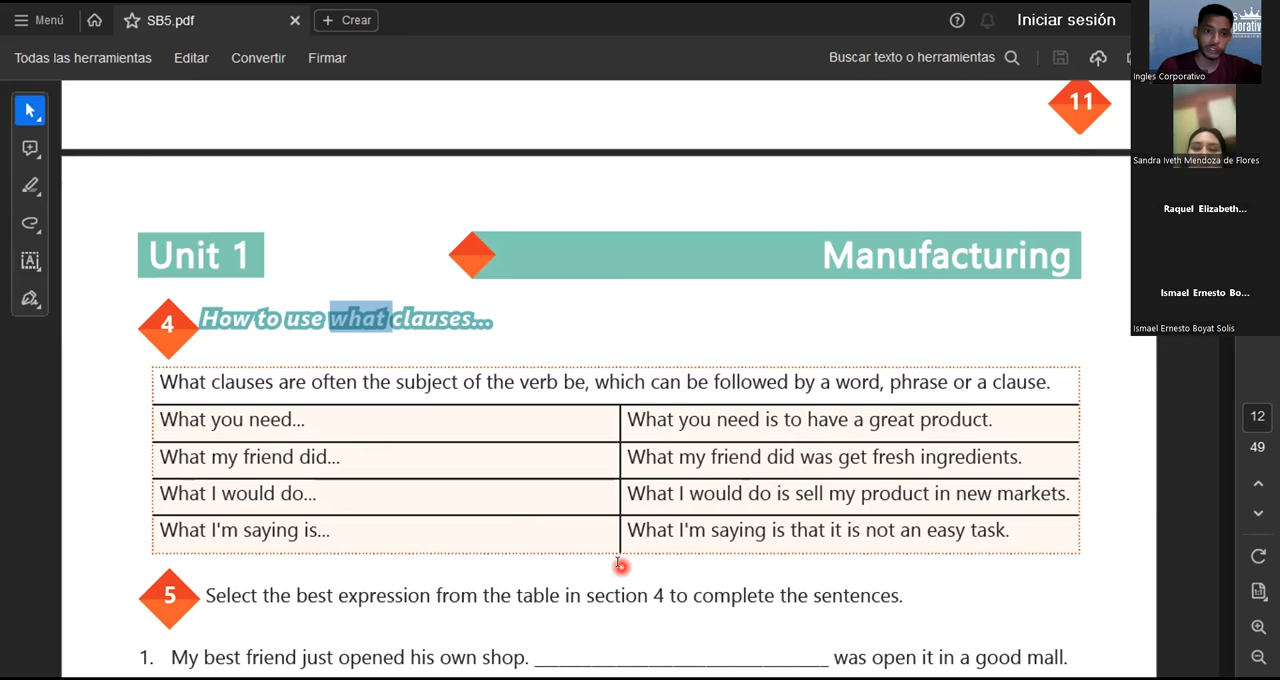 Menú
SB5.pdf
Crear
Iniciar sesión
Todas las herramientas
Editar
Convertir
Firmar
Buscar texto o herramientas
11
Unit 1
Manufacturing
4
How to use what clauses...
What clauses are often the subject of the verb be, which can be followed by a word, phrase or a clause.
What you need...
What you need is to have a great product.
What my friend did...
What my friend did was get fresh ingredients.
What I would do...
What I would do is sell my product in new markets.
What I'm saying is...
What I'm saying is that it is not an easy task.
5
Select the best expression from the table in section 4 to complete the sentences.
1. My best friend just opened his own shop. ____________________________ was open it in a good mall.
Ingles Corporativo
Sandra Iveth Mendoza de Flores
Raquel Elizabeth...
Ismael Ernesto Bo...
Ismael Ernesto Boyat Solis
12
49
1:1